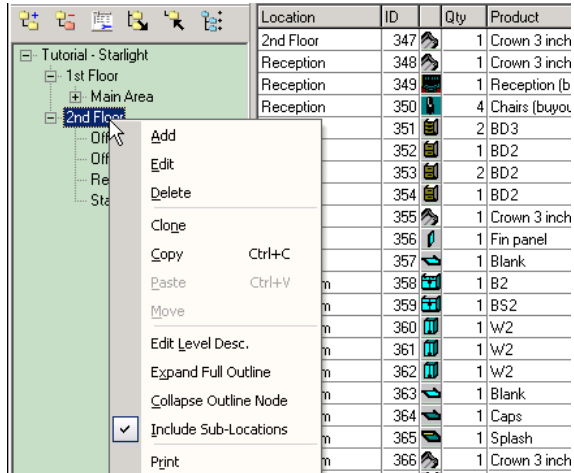 Location ID Qty Product
Tutorial - Starlight
1st Floor
Main Area
2nd Floor
Off
Off
Re
Sta
Add
Edit
Delete
Clone
Copy Ctrl+C
Paste Ctrl+V
Move
Edit Level Desc.
Expand Full Outline
Collapse Outline Node
Include Sub-Locations
Print
2nd Floor 347 1 Crown 3 inch
Reception 348 1 Crown 3 inch
Reception 349 1 Reception (b
Reception 350 4 Chairs (buyou
351 2 BD3
352 1 BD2
353 2 BD2
354 1 BD2
355 1 Crown 3 inch
356 1 Fin panel
357 1 Blank
m 358 1 B2
m 359 1 BS2
m 360 1 W2
m 361 1 W2
m 362 1 W2
m 363 1 Blank
m 364 1 Caps
m 365 1 Splash
m 366 1 Crown 3 inch